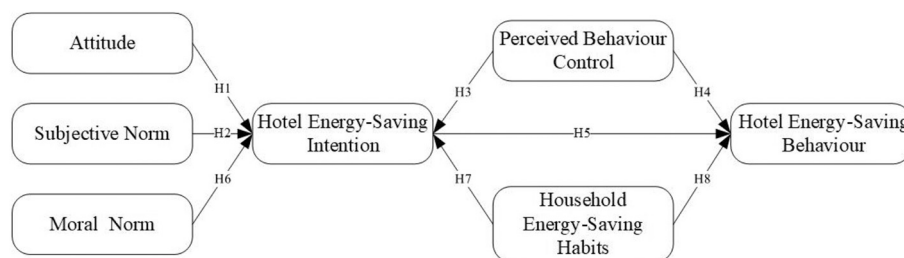 Attitude
H1
Subjective Norm
H2
Moral Norm
H6
Hotel Energy-Saving
Intention
Perceived Behaviour
Control
H3
H4
H5
H7
H8
Household
Energy-Saving
Habits
Hotel Energy-Saving
Behaviour